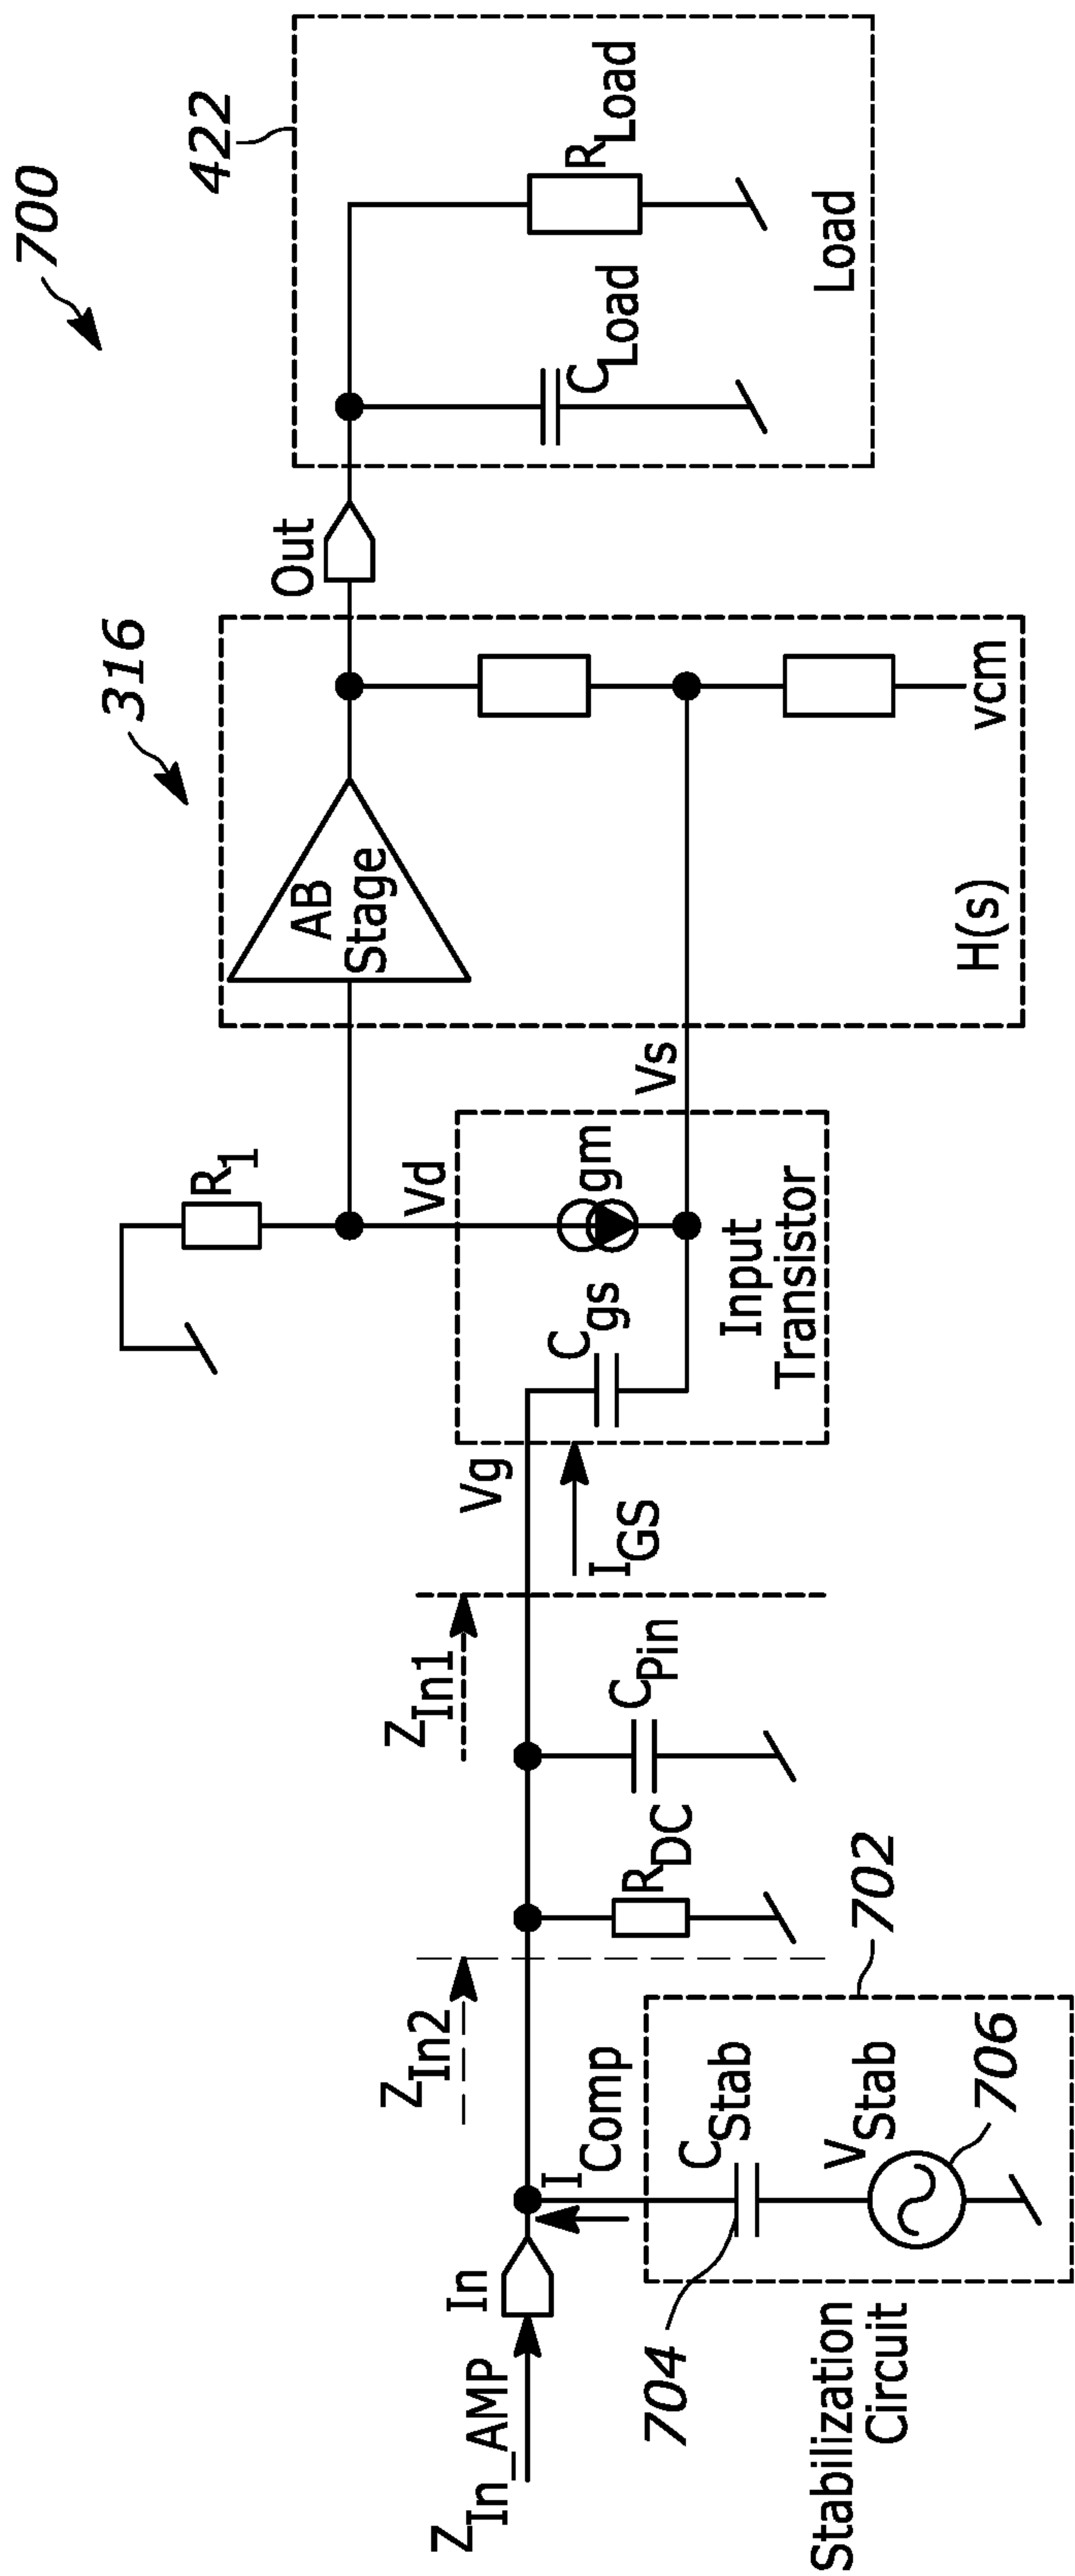 700
422
316
R1
Out
AB
Stage
CLoad
RLoad
Load
Vd
Vs
H(s)
vcm
ZIn_AMP
In
ZIn2
ZIn1
Vg
IGS
Cgs
gm
Input
Transistor
RDC
CPin
IComp
CStab
VStab
704
706
702
Stabilization
Circuit